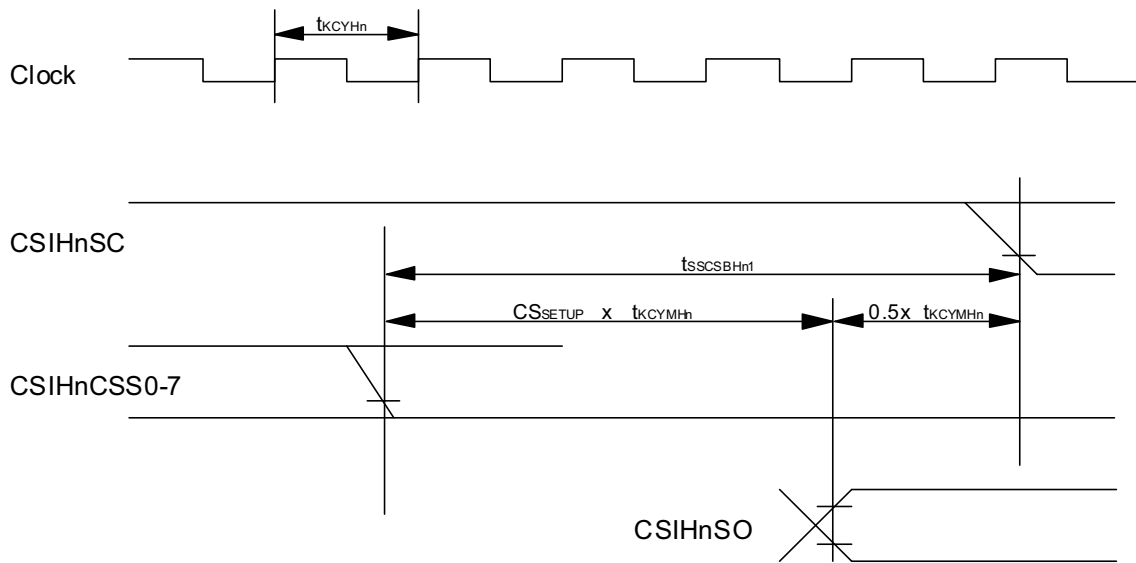 tKCYHn
Clock
CSIHnSC
tSSCSBHn1
CSSETUP x tKCYMHn
0.5x tKCYMHn
CSIHnCSS0-7
CSIHnSO